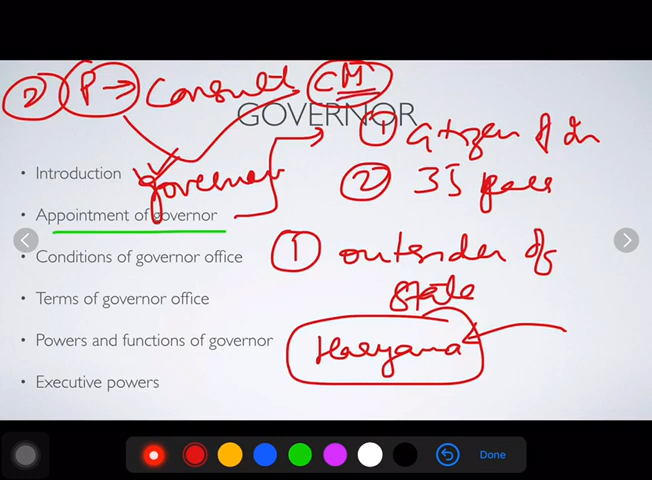 ② P → Consult CM
GOVERNOR
① Citizen of In
• Introduction
governor
② 35 years
• Appointment of governor
① outsider of
state
• Conditions of governor office
• Terms of governor office
• Powers and functions of governor
Haryana
• Executive powers
Done